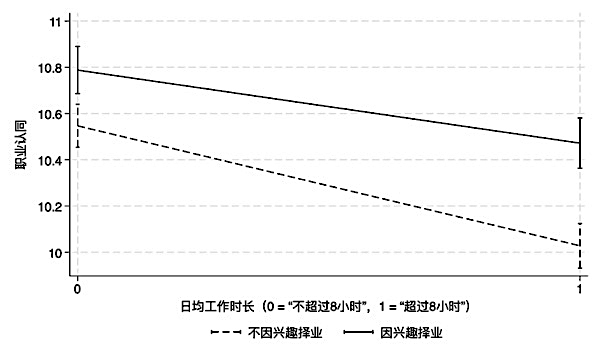 11
10.8
10.6
10.4
10.2
10
职业认同
0
1
日均工作时长（0 = “不超过8小时”，1 = “超过8小时”）
不因兴趣择业
因兴趣择业